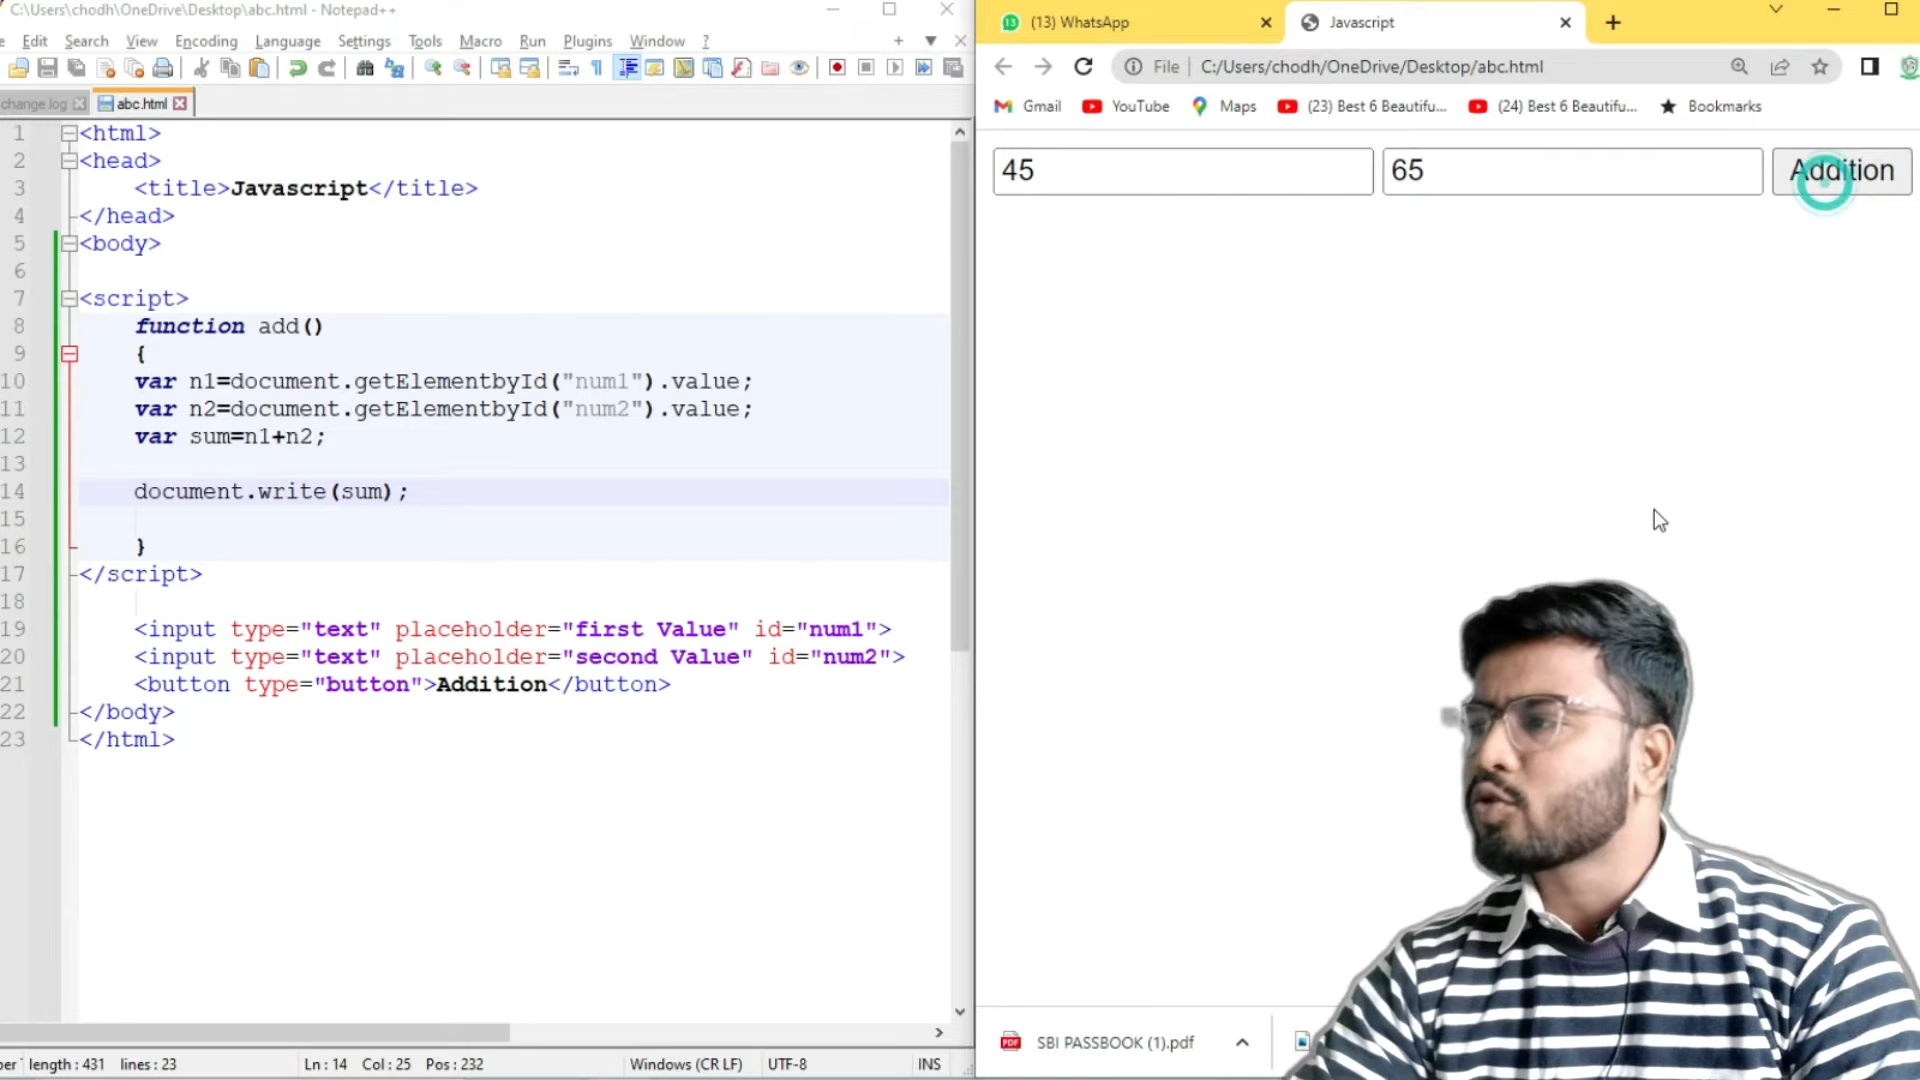 C:\Users\chodh\OneDrive\Desktop\abc.html - Notepad++
Edit Search View Encoding Language Settings Tools Macro Run Plugins Window ?
change.log abc.html
1 <html>
2 <head>
3 <title>Javascript</title>
4 </head>
5 <body>
6
7 <script>
8 function add()
9 {
10 var n1=document.getElementbyId("num1").value;
11 var n2=document.getElementbyId("num2").value;
12 var sum=n1+n2;
13
14 document.write(sum);
15
16 }
17 </script>
18
19 <input type="text" placeholder="first Value" id="num1">
20 <input type="text" placeholder="second Value" id="num2">
21 <button type="button">Addition</button>
22 </body>
23 </html>
length : 431 lines : 23 Ln : 14 Col : 25 Pos : 232 Windows (CR LF) UTF-8 INS
13 (13) WhatsApp Javascript
File C:/Users/chodh/OneDrive/Desktop/abc.html
Gmail YouTube Maps (23) Best 6 Beautifu... (24) Best 6 Beautifu... Bookmarks
45 65 Addition
PDF SBI PASSBOOK (1).pdf